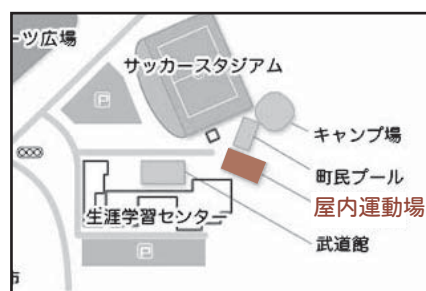 ーツ広場
サッカースタジアム
P
キャンプ場
町民プール
屋内運動場
生涯学習センター
武道館
P
市